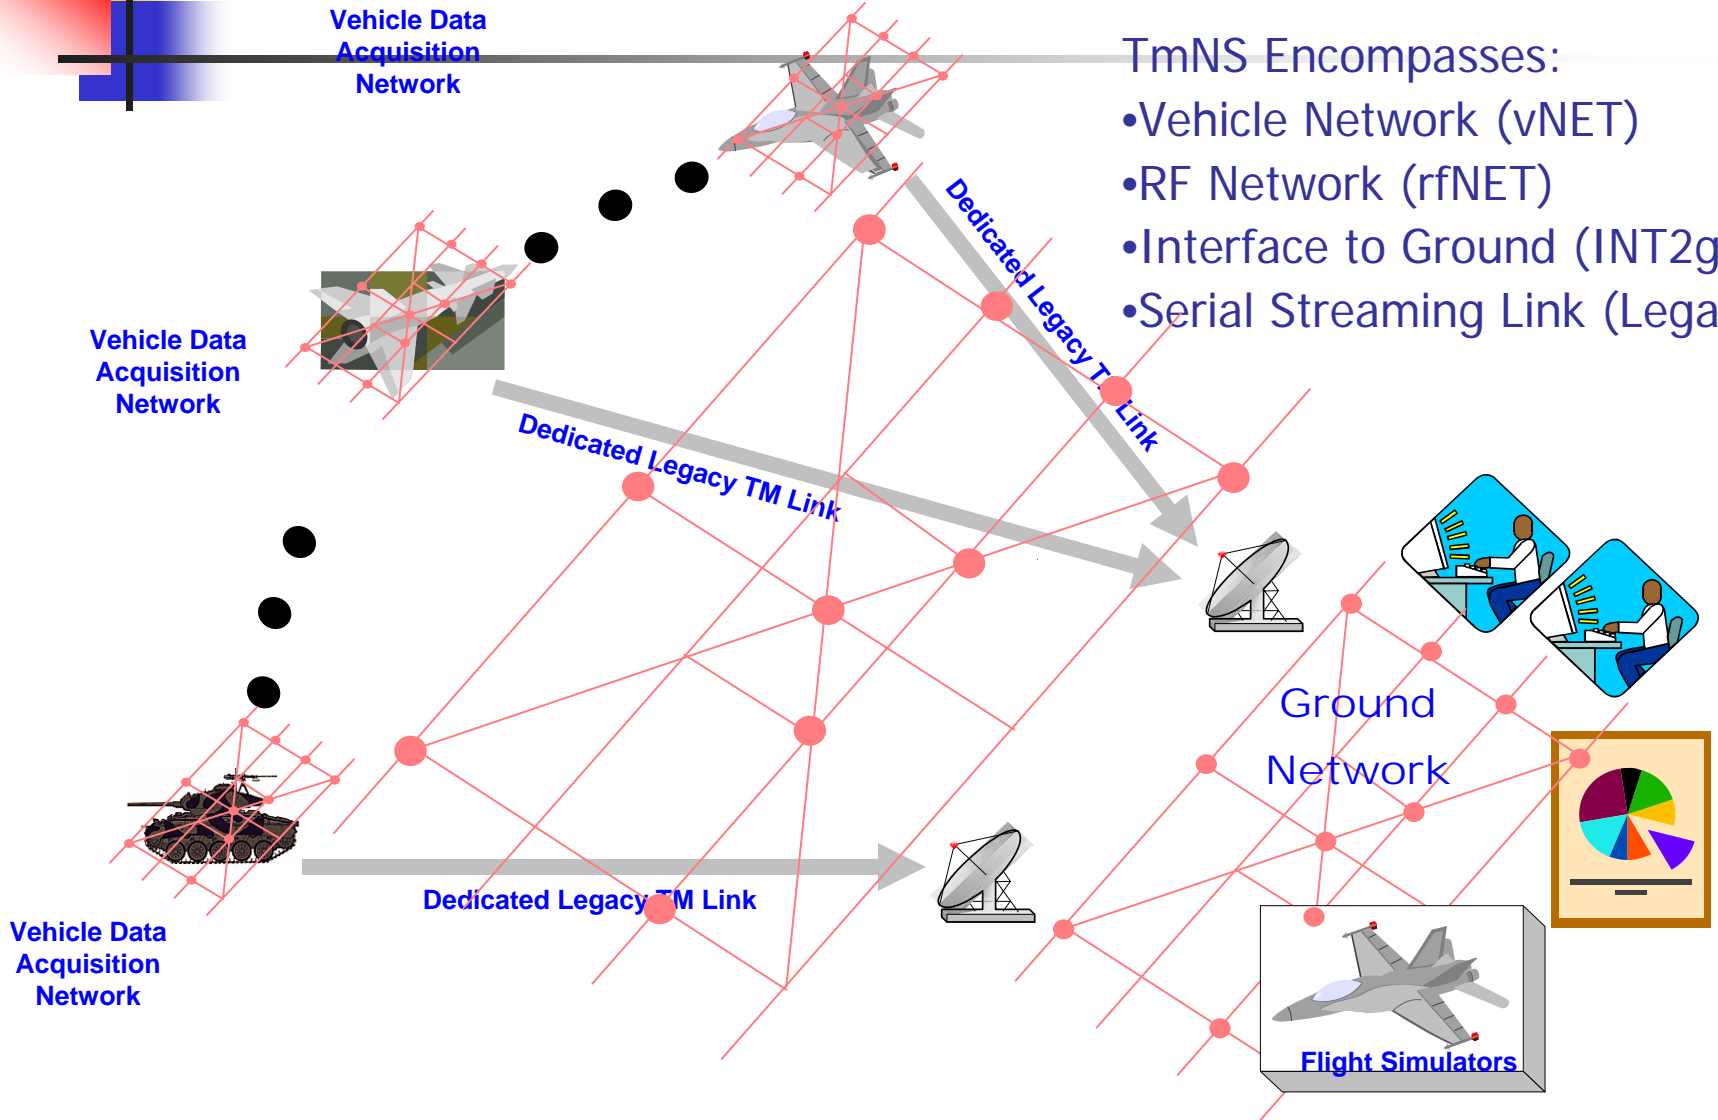 Vehicle Data
Acquisition
Network
TmNS Encompasses:
•Vehicle Network (vNET)
•RF Network (rfNET)
•Interface to Ground (INT2g
•Serial Streaming Link (Lega
Dedicated Legacy TM Link
Vehicle Data
Acquisition
Network
Dedicated Legacy TM Link
Ground
Network
Dedicated Legacy TM Link
Vehicle Data
Acquisition
Network
Flight Simulators